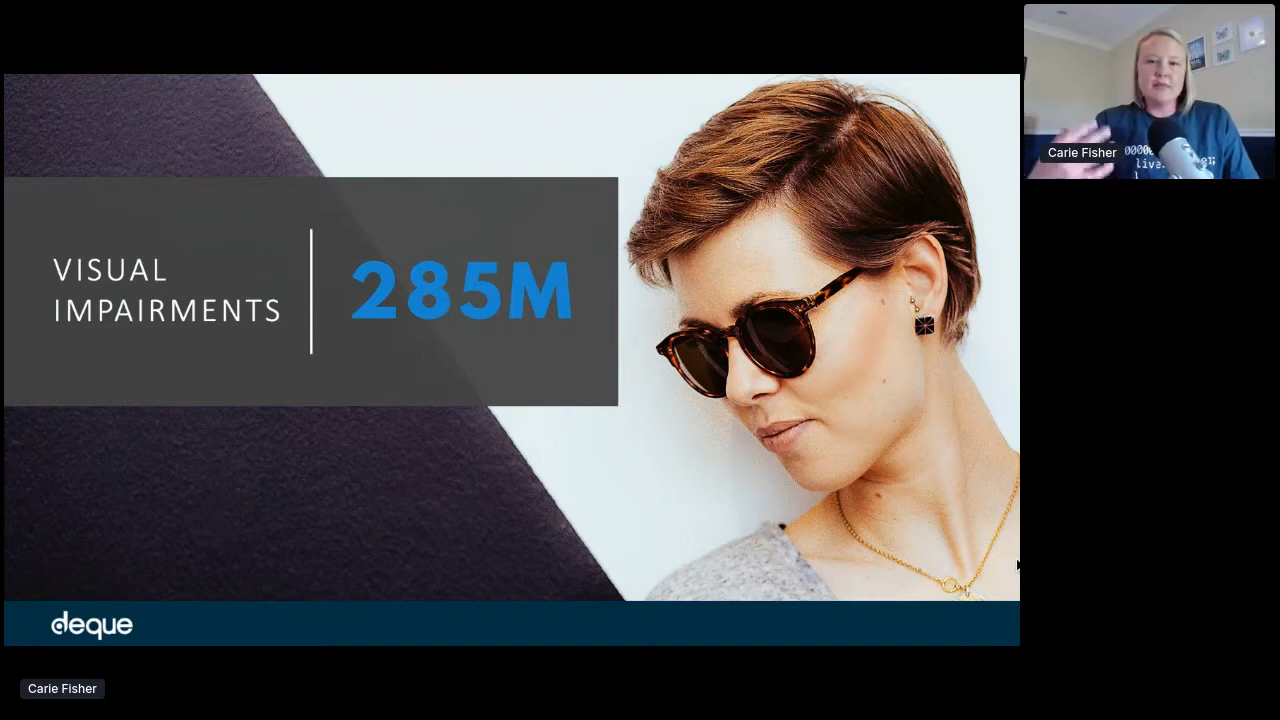 VISUAL
IMPAIRMENTS
285M
deque
Carie Fisher
Carie Fisher